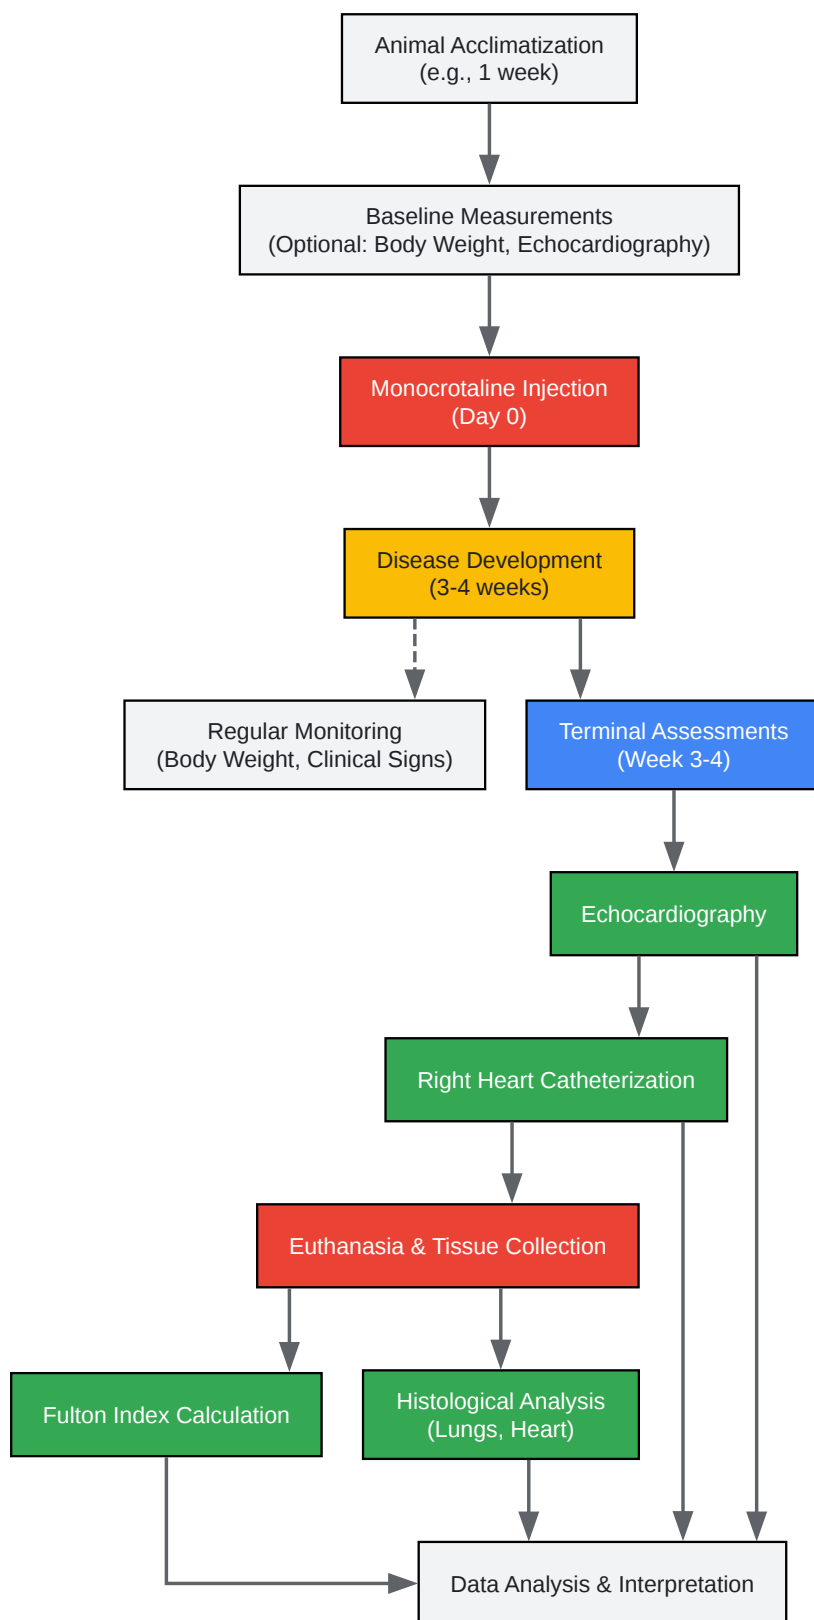 Animal Acclimatization
(e.g., 1 week)
Baseline Measurements
(Optional: Body Weight, Echocardiography)
Monocrotaline Injection
(Day 0)
Disease Development
(3-4 weeks)
Regular Monitoring
(Body Weight, Clinical Signs)
Terminal Assessments
(Week 3-4)
Echocardiography
Right Heart Catheterization
Euthanasia & Tissue Collection
Fulton Index Calculation
Histological Analysis
(Lungs, Heart)
Data Analysis & Interpretation